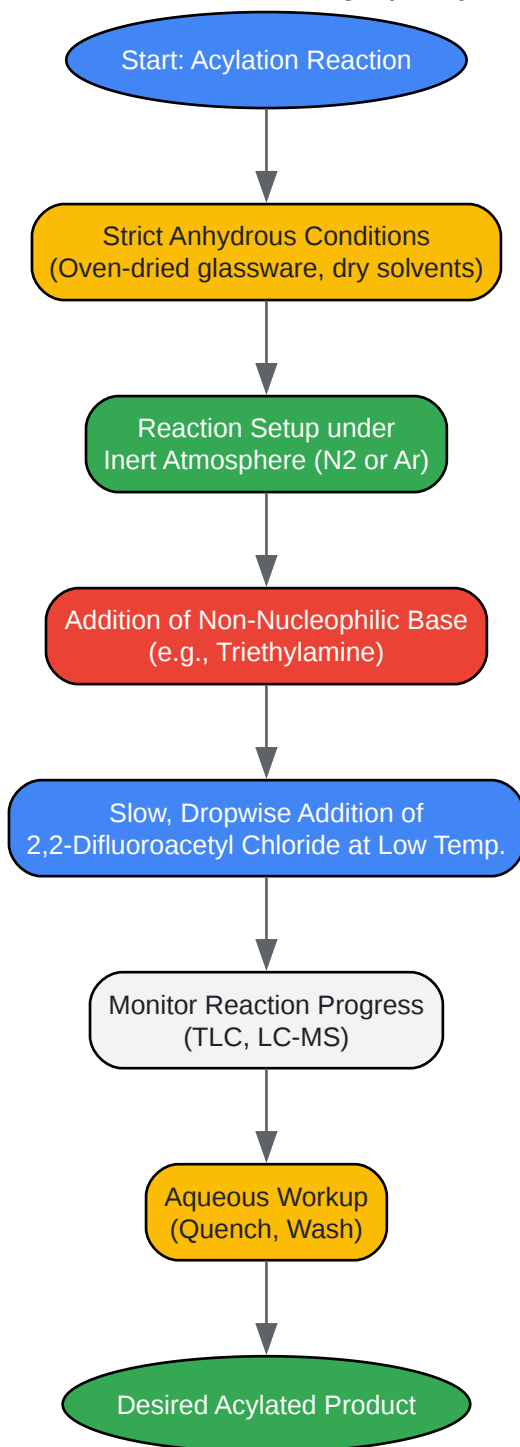 Start: Acylation Reaction
Strict Anhydrous Conditions
(Oven-dried glassware, dry solvents)
Reaction Setup under
Inert Atmosphere (N2 or Ar)
Addition of Non-Nucleophilic Base
(e.g., Triethylamine)
Slow, Dropwise Addition of
2,2-Difluoroacetyl Chloride at Low Temp.
Monitor Reaction Progress
(TLC, LC-MS)
Aqueous Workup
(Quench, Wash)
Desired Acylated Product